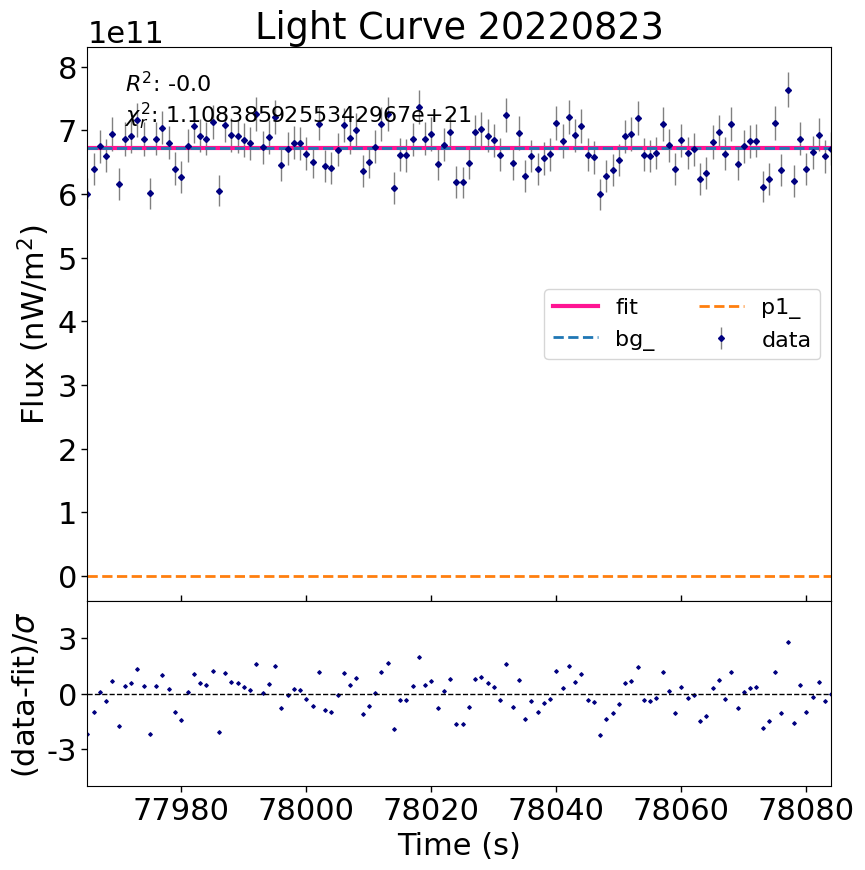 Light Curve 20220823
1e11
R²: -0.0
χ²ᵣ: 1.1083859255342967e+21
8
7
6
5
4
3
2
1
0
Flux (nW/m²)
fit
bg_
p1_
data
3
0
-3
(data-fit)/σ
77980 78000 78020 78040 78060 78080
Time (s)